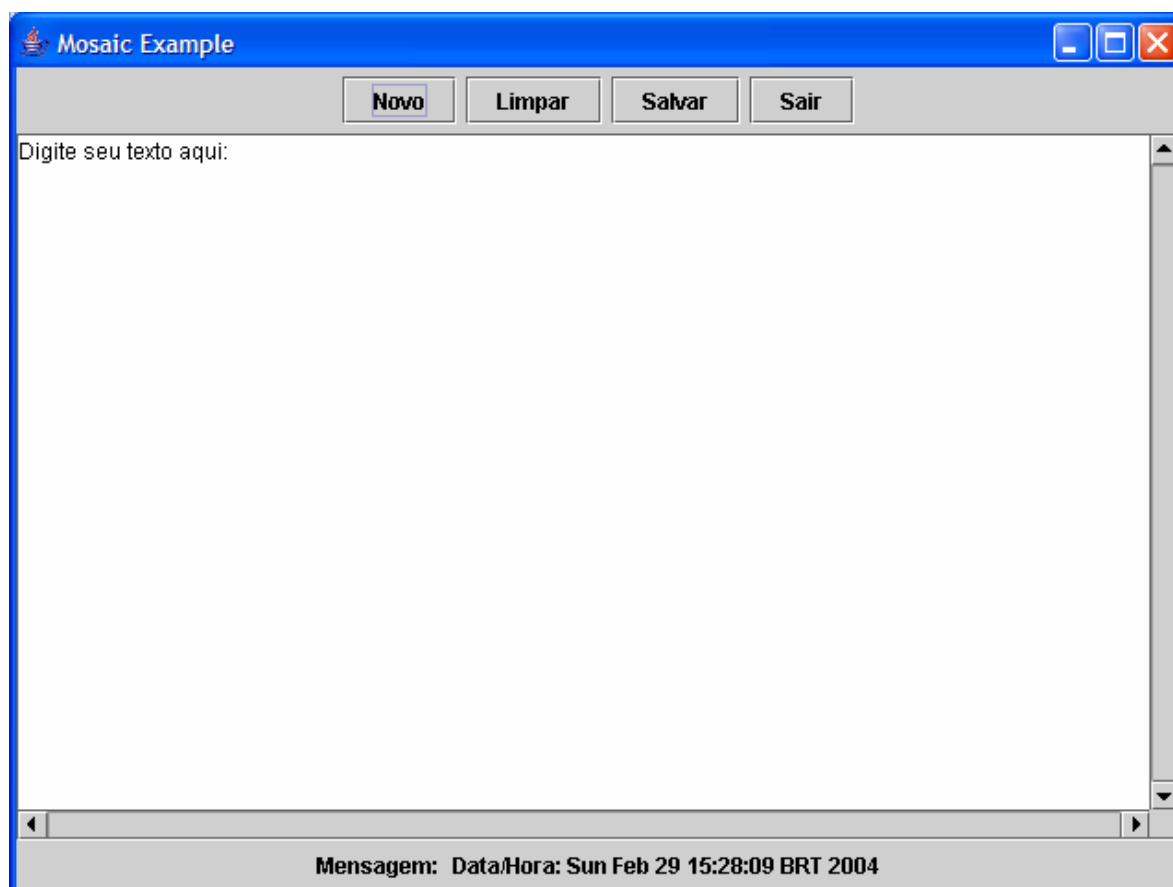 Mosaic Example
Novo Limpar Salvar Sair
Digite seu texto aqui:
Mensagem: Data/Hora: Sun Feb 29 15:28:09 BRT 2004